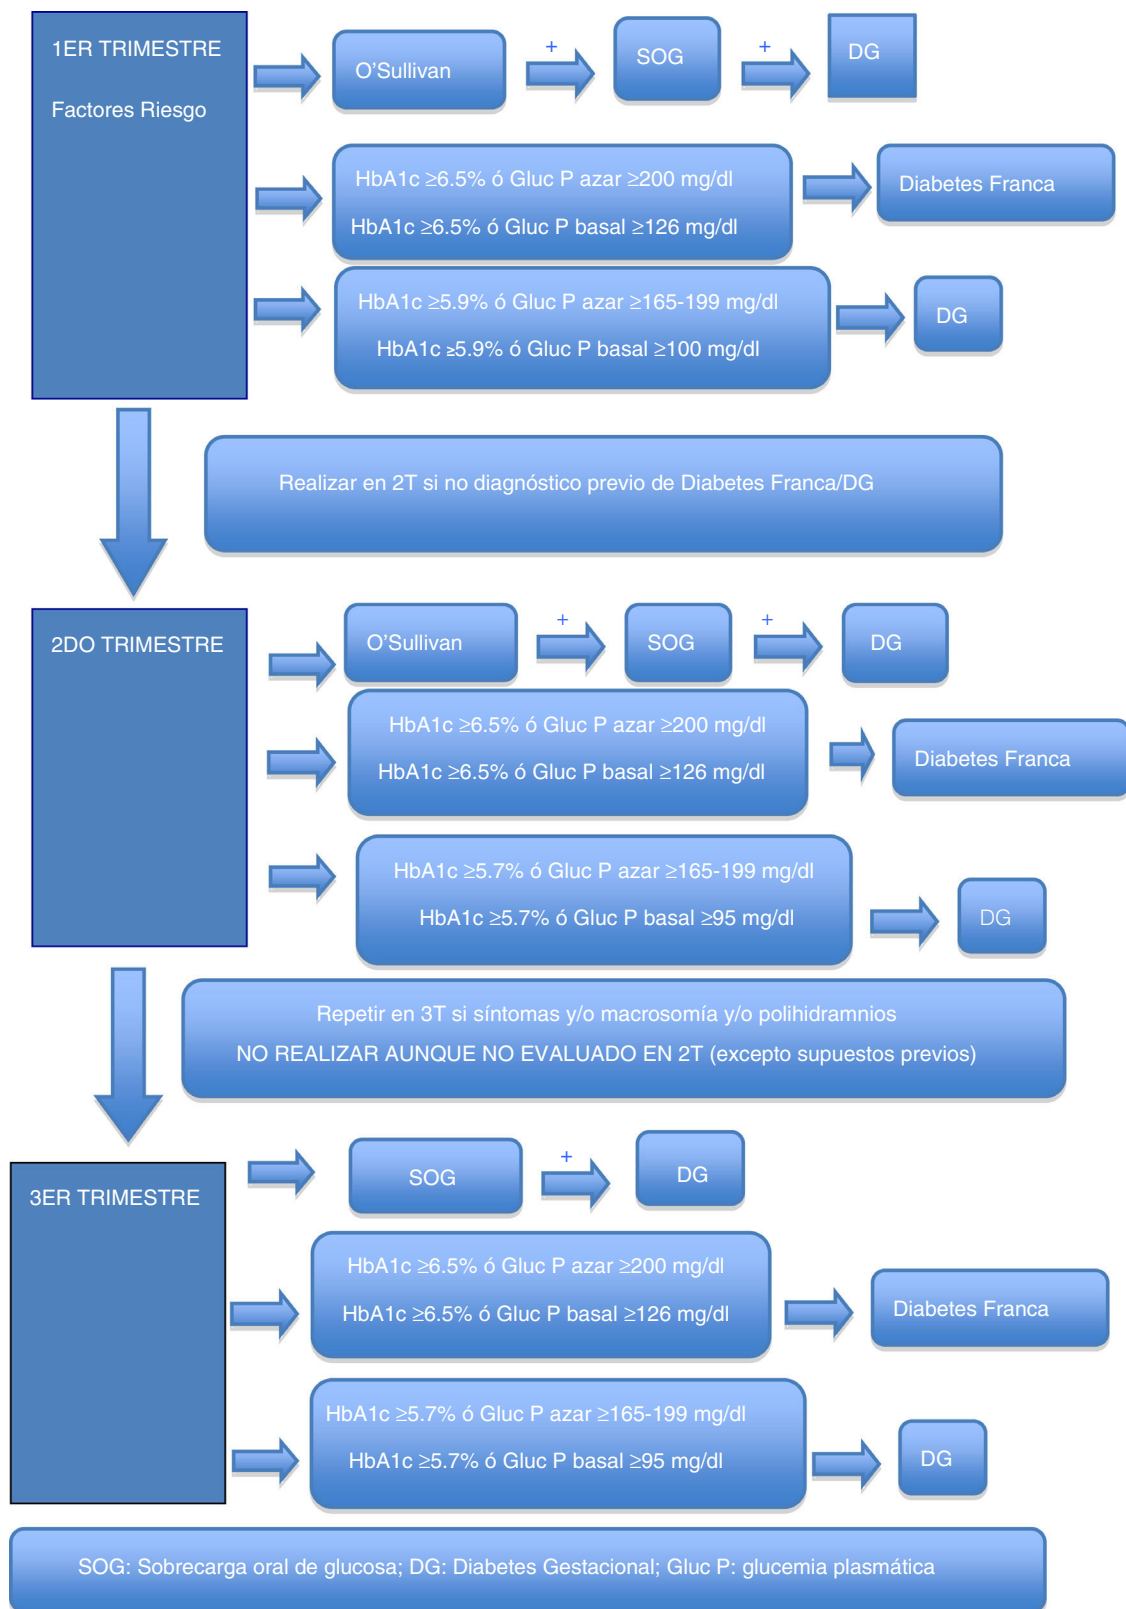 1ER TRIMESTRE
Factores Riesgo
O’Sullivan
+
SOG
+
DG
HbA1c ≥6.5% ó Gluc P azar ≥200 mg/dl
HbA1c ≥6.5% ó Gluc P basal ≥126 mg/dl
Diabetes Franca
HbA1c ≥5.9% ó Gluc P azar ≥165-199 mg/dl
HbA1c ≥5.9% ó Gluc P basal ≥100 mg/dl
DG
Realizar en 2T si no diagnóstico previo de Diabetes Franca/DG
2DO TRIMESTRE
O’Sullivan
+
SOG
+
DG
HbA1c ≥6.5% ó Gluc P azar ≥200 mg/dl
HbA1c ≥6.5% ó Gluc P basal ≥126 mg/dl
Diabetes Franca
HbA1c ≥5.7% ó Gluc P azar ≥165-199 mg/dl
HbA1c ≥5.7% ó Gluc P basal ≥95 mg/dl
DG
Repetir en 3T si síntomas y/o macrosomía y/o polihidramnios
NO REALIZAR AUNQUE NO EVALUADO EN 2T (excepto supuestos previos)
3ER TRIMESTRE
SOG
+
DG
HbA1c ≥6.5% ó Gluc P azar ≥200 mg/dl
HbA1c ≥6.5% ó Gluc P basal ≥126 mg/dl
Diabetes Franca
HbA1c ≥5.7% ó Gluc P azar ≥165-199 mg/dl
HbA1c ≥5.7% ó Gluc P basal ≥95 mg/dl
DG
SOG: Sobrecarga oral de glucosa; DG: Diabetes Gestacional; Gluc P: glucemia plasmática